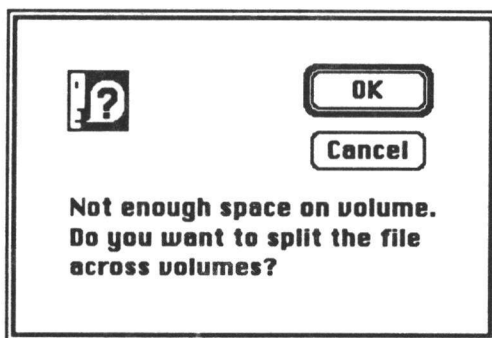 ?
OK
Cancel
Not enough space on volume.
Do you want to split the file
across volumes?